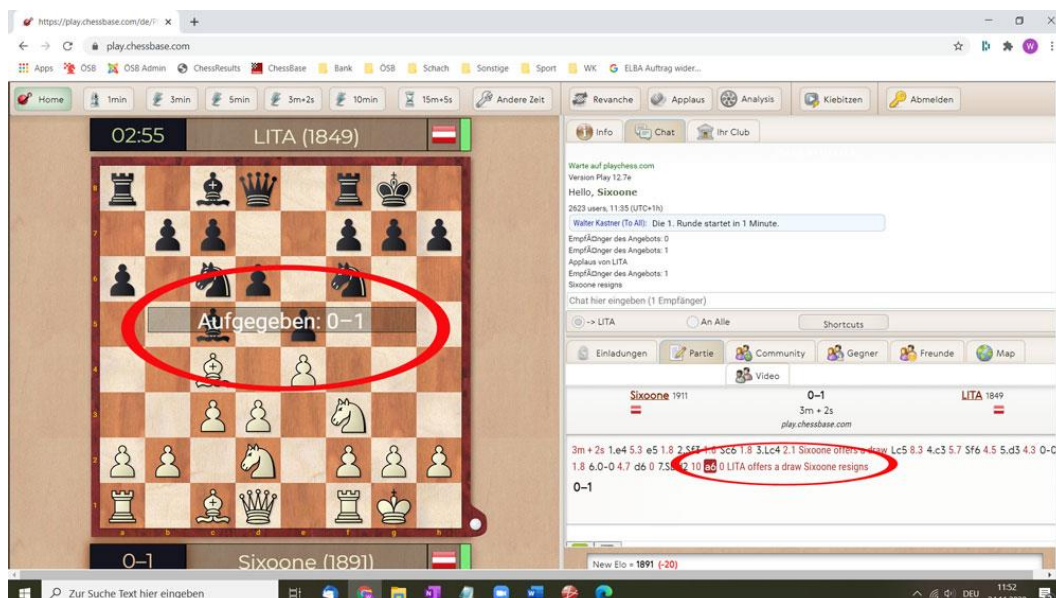 https://play.chessbase.com/de/
play.chessbase.com
Apps ÖSB ÖSB Admin ChessResults ChessBase Bank ÖSB Schach Sonstige Sport WK ELBA Auftrag wider...
Home 1min 3min 5min 3m+2s 10min 15m+5s Andere Zeit Revanche Applaus Analysis Kiebitzen Abmelden
02:55 LITA (1849)
8
7
6
5
4
3
2
1
a b c d e f g h
Aufgegeben: 0–1
0–1 Sixoone (1891)
Info Chat Ihr Club
Warte auf playchess.com
Version Play 12.7e
Hello, Sixoone
2623 users, 11:35 (UTC+1h)
Walter Kastner (To All): Die 1. Runde startet in 1 Minute.
EmpfÃ¤nger des Angebots: 0
EmpfÃ¤nger des Angebots: 1
Applaus von LITA
EmpfÃ¤nger des Angebots: 1
Sixoone resigns
Chat hier eingeben (1 Empfänger)
-> LITA An Alle Shortcuts
Einladungen Partie Community Gegner Freunde Map
Video
Sixoone 1911 0–1 LITA 1849
3m + 2s
play.chessbase.com
3m + 2s 1.e4 5.3 e5 1.8 2.Sf3 1.8 Sc6 1.8 3.Lc4 2.1 Sixoone offers a draw Lc5 8.3 4.c3 5.7 Sf6 4.5 5.d3 4.3 0-0
1.8 6.0-0 4.7 d6 0 7.Sbd2 10 a6 0 LITA offers a draw Sixoone resigns
0–1
New Elo = 1891 (-20)
Zur Suche Text hier eingeben DEU 11:52